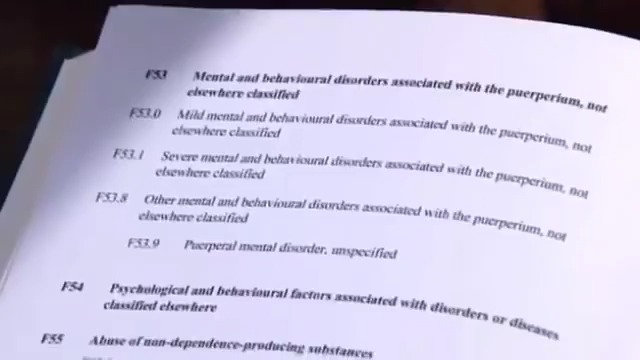 F53 Mental and behavioural disorders associated with the puerperium, not
elsewhere classified
F53.0 Mild mental and behavioural disorders associated with the puerperium, not
elsewhere classified
F53.1 Severe mental and behavioural disorders associated with the puerperium, not
elsewhere classified
F53.8 Other mental and behavioural disorders associated with the puerperium, not
elsewhere classified
F53.9 Puerperal mental disorder, unspecified
F54 Psychological and behavioural factors associated with disorders or diseases
classified elsewhere
F55 Abuse of non-dependence-producing substances